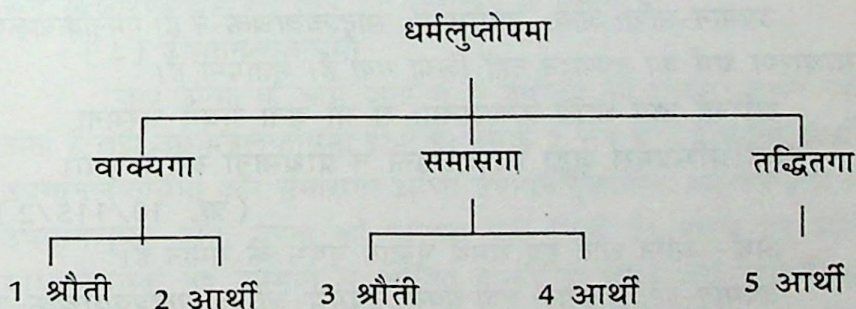 धर्मलुप्तोपमा
वाक्यगा समासगा तद्धितगा
1 श्रौती 2 आर्थी 3 श्रौती 4 आर्थी 5 आर्थी